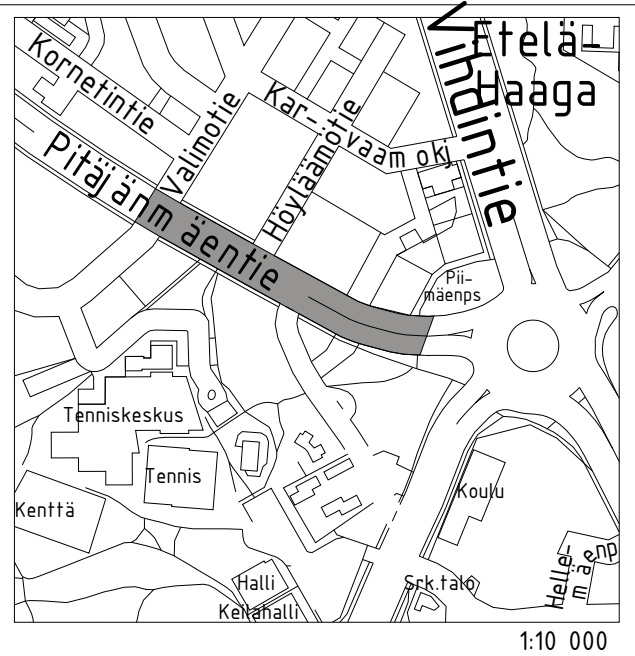 Etelä-
Haaga
Vihdintie
Kornetintie
Valimotie
Kar-
vaamokj
Höyläämotie
Pitäjänmäentie
Pii-
mäenps
Tenniskeskus
Tennis
Kenttä
Koulu
Halli
Keilahalli
Srk.talo
Helle-
mäenp
1:10 000